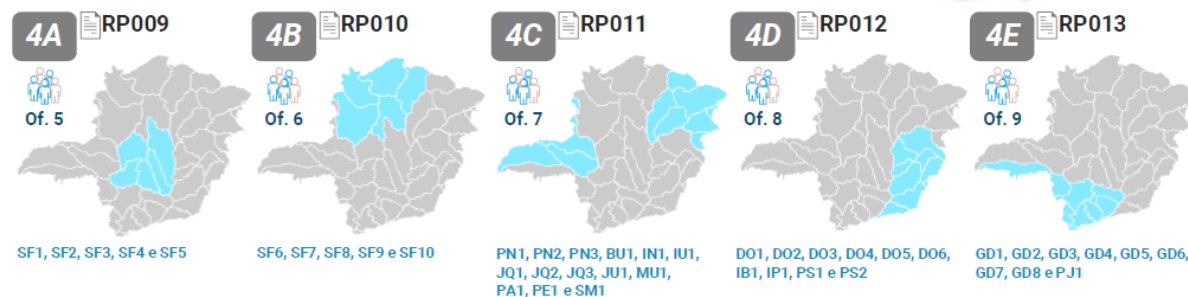 4A RP009
Of. 5
SF1, SF2, SF3, SF4 e SF5
4B RP010
Of. 6
SF6, SF7, SF8, SF9 e SF10
4C RP011
Of. 7
PN1, PN2, PN3, BU1, IN1, IU1,
JQ1, JQ2, JQ3, JU1, MU1,
PA1, PE1 e SM1
4D RP012
Of. 8
DO1, DO2, DO3, DO4, DO5, DO6,
IB1, IP1, PS1 e PS2
4E RP013
Of. 9
GD1, GD2, GD3, GD4, GD5, GD6,
GD7, GD8 e PJ1